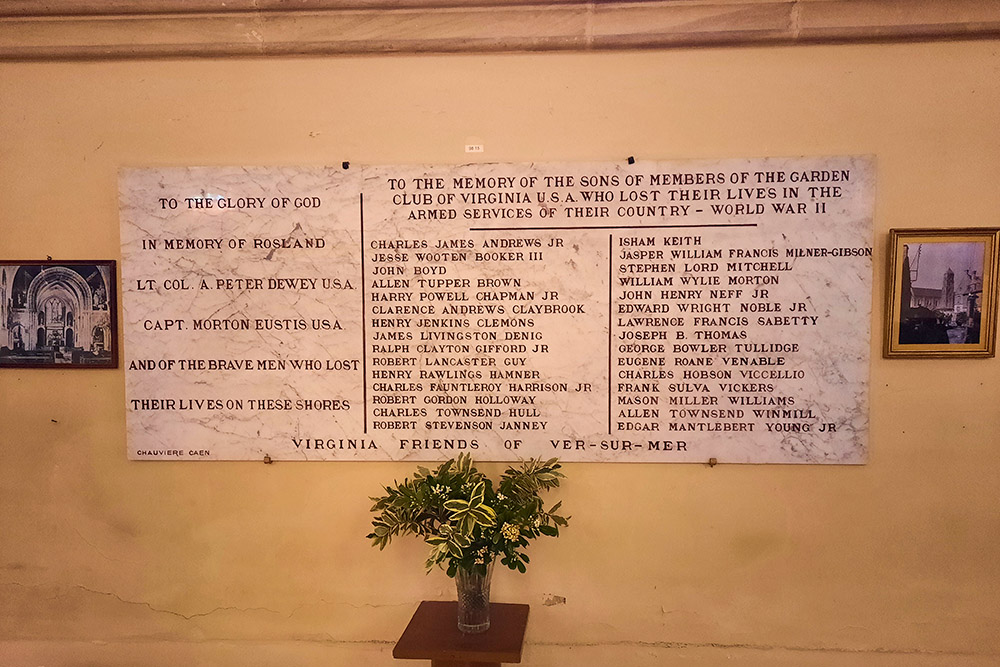 TO THE GLORY OF GOD
IN MEMORY OF ROSLAND
LT. COL. A. PETER DEWEY U.S.A.
CAPT. MORTON EUSTIS U.S.A.
AND OF THE BRAVE MEN WHO LOST
THEIR LIVES ON THESE SHORES
TO THE MEMORY OF THE SONS OF MEMBERS OF THE GARDEN
CLUB OF VIRGINIA U.S.A. WHO LOST THEIR LIVES IN THE
ARMED SERVICES OF THEIR COUNTRY – WORLD WAR II
CHARLES JAMES ANDREWS JR
JESSE WOOTEN BOOKER III
JOHN BOYD
ALLEN TUPPER BROWN
HARRY POWELL CHAPMAN JR
CLARENCE ANDREWS CLAYBROOK
HENRY JENKINS CLEMONS
JAMES LIVINGSTON DENIG
RALPH CLAYTON GIFFORD JR
ROBERT LANCASTER GUY
HENRY RAWLINGS HAMNER
CHARLES FAUNTLEROY HARRISON JR
ROBERT GORDON HOLLOWAY
CHARLES TOWNSEND HULL
ROBERT STEVENSON JANNEY
ISHAM KEITH
JASPER WILLIAM FRANCIS MILNER-GIBSON
STEPHEN LORD MITCHELL
WILLIAM WYLIE MORTON
JOHN HENRY NEFF JR
EDWARD WRIGHT NOBLE JR
LAWRENCE FRANCIS SABETTY
JOSEPH B. THOMAS
GEORGE BOWLER TULLIDGE
EUGENE ROANE VENABLE
CHARLES HOBSON VICCELLIO
FRANK SULVA VICKERS
MASON MILLER WILLIAMS
ALLEN TOWNSEND WINMILL
EDGAR MANTLEBERT YOUNG JR
VIRGINIA FRIENDS OF VER-SUR-MER
CHAUVIERE CAEN